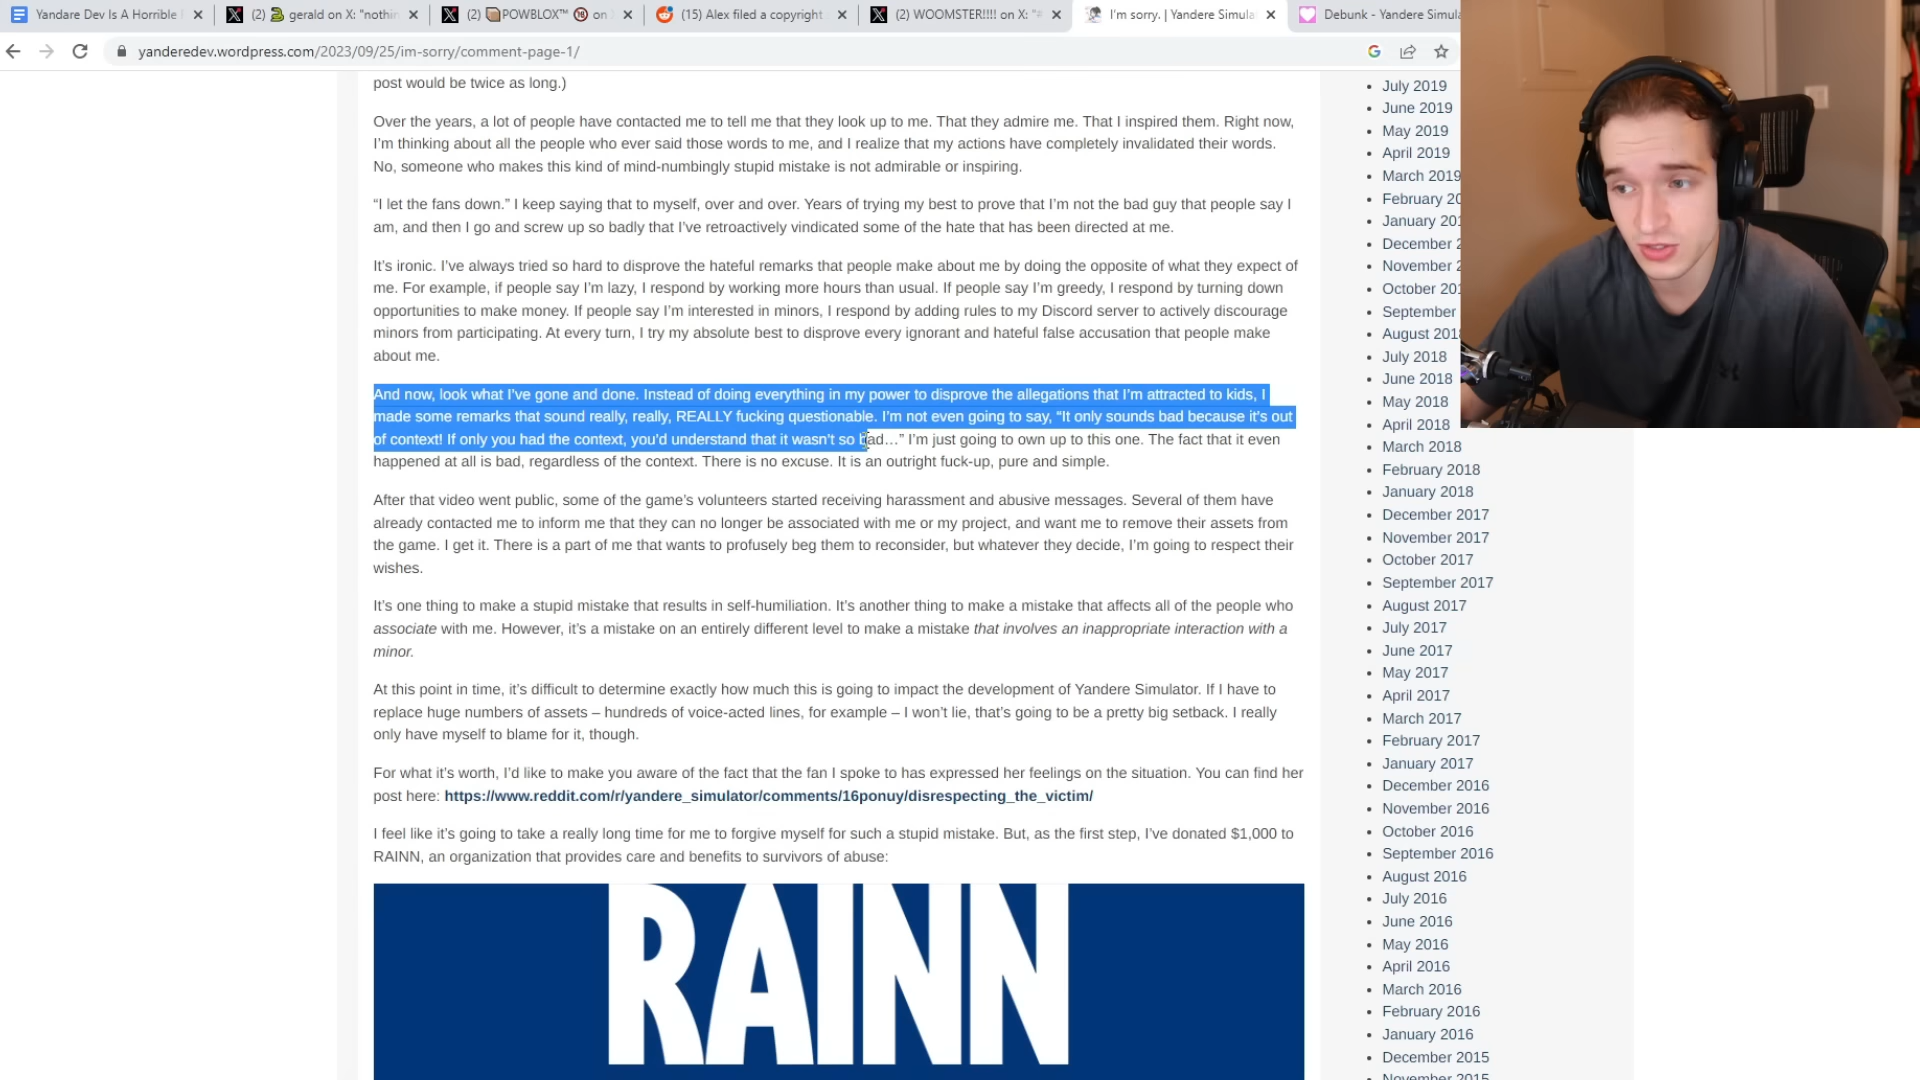 Yandare Dev Is A Horrible
(2) gerald on X: "nothin
(2) POWBLOX™ on
(15) Alex filed a copyright
(2) WOOMSTER!!!! on X: "
I'm sorry. | Yandere Simula
Debunk - Yandere Simula
yanderedev.wordpress.com/2023/09/25/im-sorry/comment-page-1/
post would be twice as long.)
Over the years, a lot of people have contacted me to tell me that they look up to me. That they admire me. That I inspired them. Right now,
I'm thinking about all the people who ever said those words to me, and I realize that my actions have completely invalidated their words.
No, someone who makes this kind of mind-numbingly stupid mistake is not admirable or inspiring.
“I let the fans down.” I keep saying that to myself, over and over. Years of trying my best to prove that I'm not the bad guy that people say I
am, and then I go and screw up so badly that I've retroactively vindicated some of the hate that has been directed at me.
It's ironic. I've always tried so hard to disprove the hateful remarks that people make about me by doing the opposite of what they expect of
me. For example, if people say I'm lazy, I respond by working more hours than usual. If people say I'm greedy, I respond by turning down
opportunities to make money. If people say I'm interested in minors, I respond by adding rules to my Discord server to actively discourage
minors from participating. At every turn, I try my absolute best to disprove every ignorant and hateful false accusation that people make
about me.
And now, look what I've gone and done. Instead of doing everything in my power to disprove the allegations that I'm attracted to kids, I
made some remarks that sound really, really, REALLY fucking questionable. I'm not even going to say, “It only sounds bad because it's out
of context! If only you had the context, you'd understand that it wasn't so bad…” I'm just going to own up to this one. The fact that it even
happened at all is bad, regardless of the context. There is no excuse. It is an outright fuck-up, pure and simple.
After that video went public, some of the game's volunteers started receiving harassment and abusive messages. Several of them have
already contacted me to inform me that they can no longer be associated with me or my project, and want me to remove their assets from
the game. I get it. There is a part of me that wants to profusely beg them to reconsider, but whatever they decide, I'm going to respect their
wishes.
It's one thing to make a stupid mistake that results in self-humiliation. It's another thing to make a mistake that affects all of the people who
associate with me. However, it's a mistake on an entirely different level to make a mistake that involves an inappropriate interaction with a
minor.
At this point in time, it's difficult to determine exactly how much this is going to impact the development of Yandere Simulator. If I have to
replace huge numbers of assets – hundreds of voice-acted lines, for example – I won't lie, that's going to be a pretty big setback. I really
only have myself to blame for it, though.
For what it's worth, I'd like to make you aware of the fact that the fan I spoke to has expressed her feelings on the situation. You can find her
post here: https://www.reddit.com/r/yandere_simulator/comments/16ponuy/disrespecting_the_victim/
I feel like it's going to take a really long time for me to forgive myself for such a stupid mistake. But, as the first step, I've donated $1,000 to
RAINN, an organization that provides care and benefits to survivors of abuse:
RAINN
July 2019
June 2019
May 2019
April 2019
March 2019
February 20
January 201
December 2
November 2
October 201
September
August 2018
July 2018
June 2018
May 2018
April 2018
March 2018
February 2018
January 2018
December 2017
November 2017
October 2017
September 2017
August 2017
July 2017
June 2017
May 2017
April 2017
March 2017
February 2017
January 2017
December 2016
November 2016
October 2016
September 2016
August 2016
July 2016
June 2016
May 2016
April 2016
March 2016
February 2016
January 2016
December 2015
November 2015